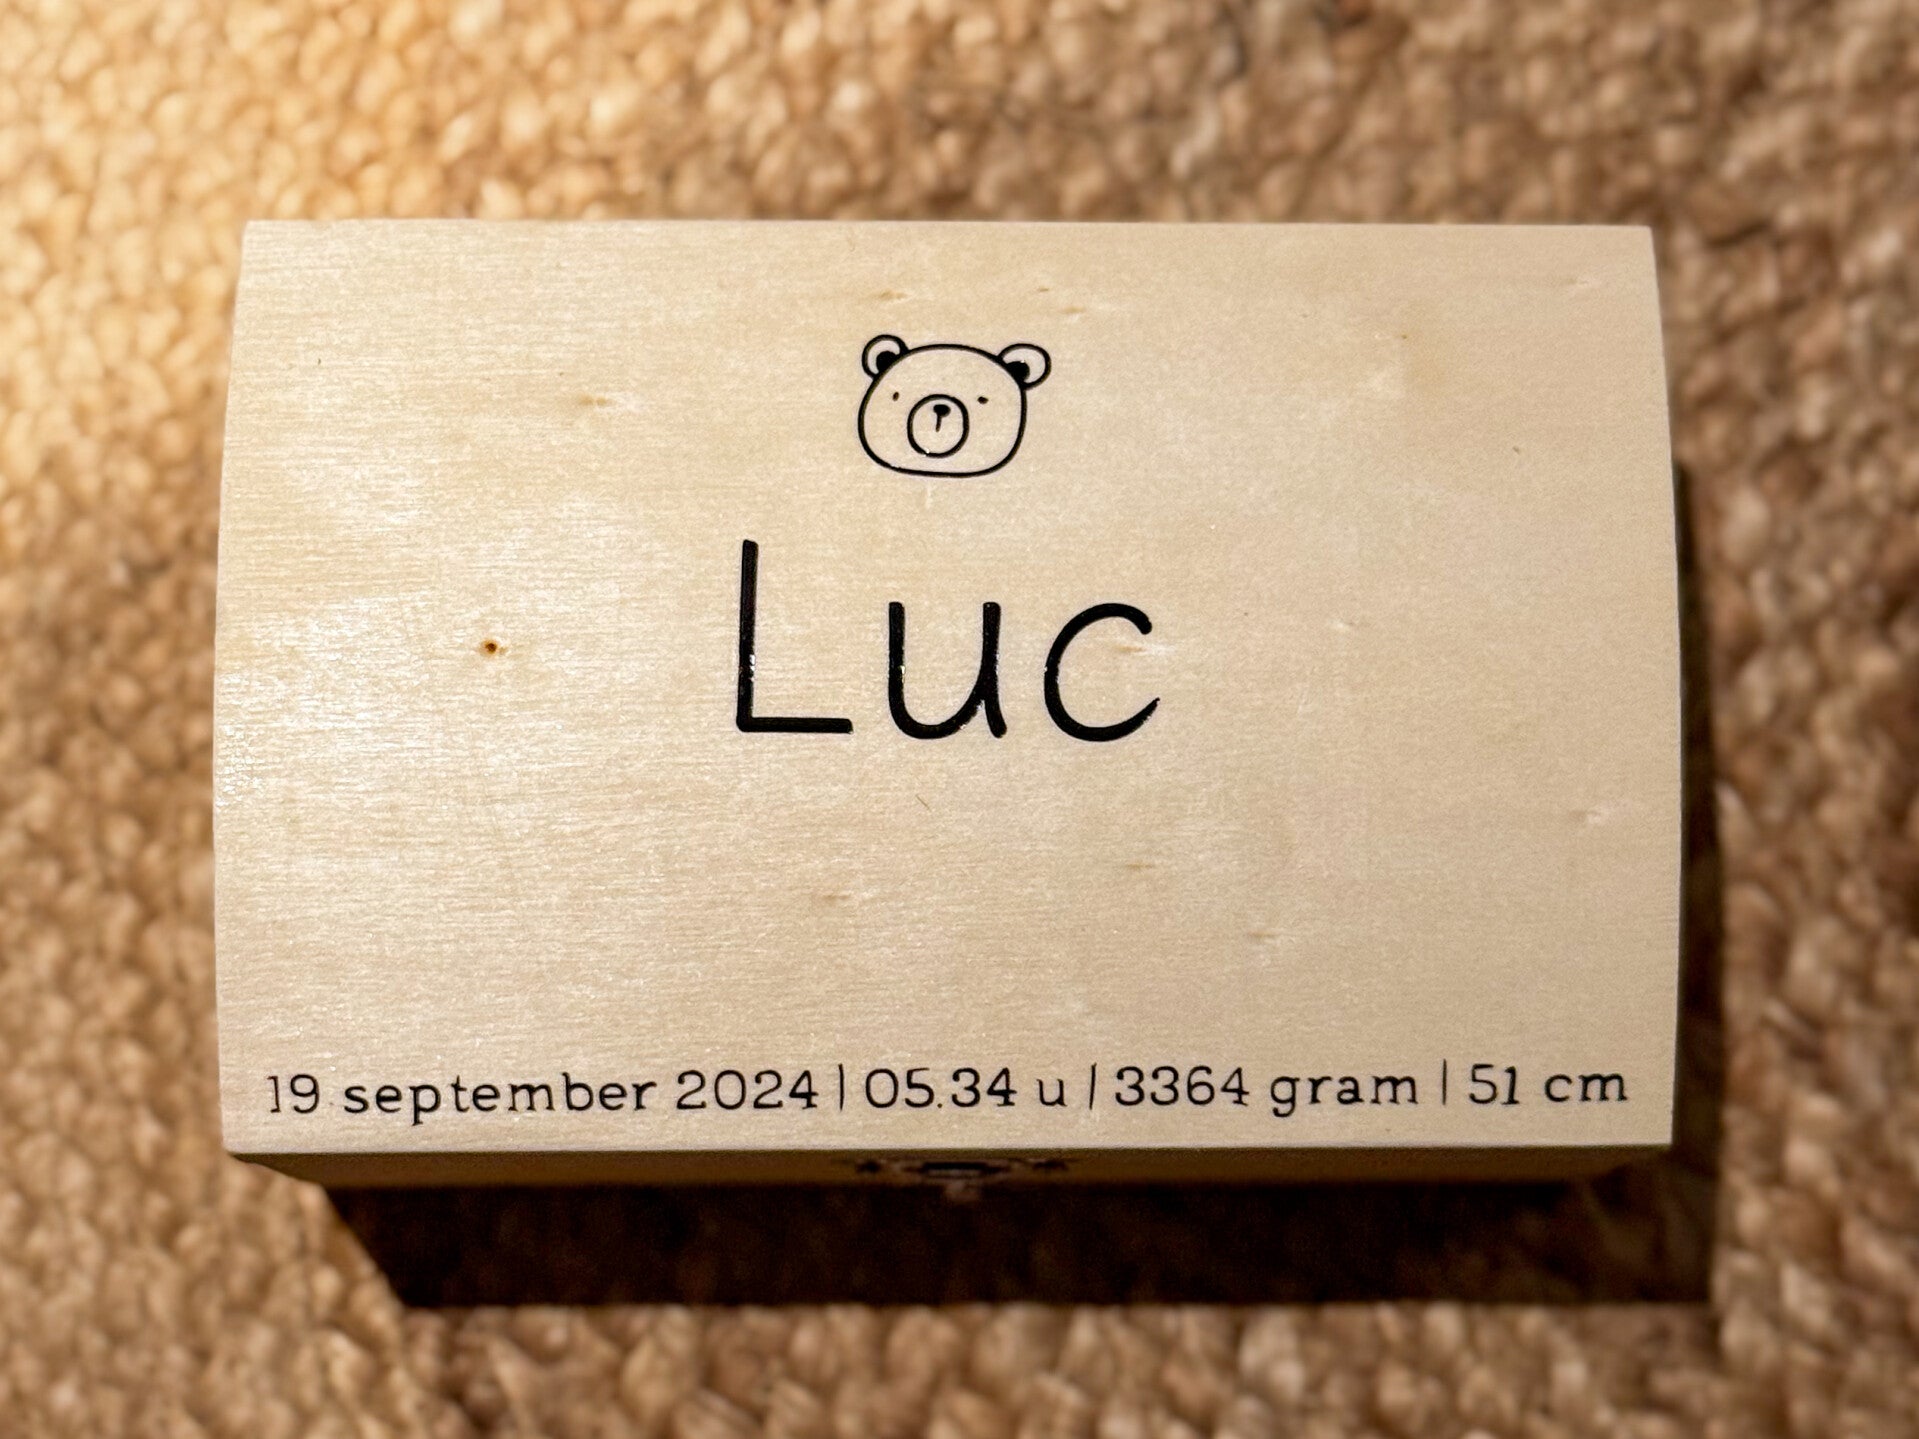 Luc
19 september 2024 | 05.34 u | 3364 gram | 51 cm